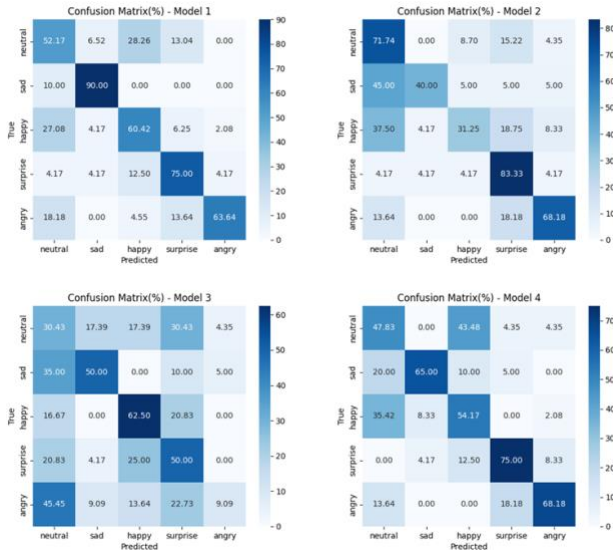 Confusion Matrix(%) - Model 1
neutral 52.17 6.52 28.26 13.04 0.00
sad 10.00 90.00 0.00 0.00 0.00
happy 27.08 4.17 60.42 6.25 2.08
surprise 4.17 4.17 12.50 75.00 4.17
angry 18.18 0.00 4.55 13.64 63.64
True
neutral sad happy surprise angry
Predicted
90
80
70
60
50
40
30
20
10
0
Confusion Matrix(%) - Model 2
neutral 71.74 0.00 8.70 15.22 4.35
sad 45.00 40.00 5.00 5.00 5.00
happy 37.50 4.17 31.25 18.75 8.33
surprise 4.17 4.17 4.17 83.33 4.17
angry 13.64 0.00 0.00 18.18 68.18
True
neutral sad happy surprise angry
Predicted
80
70
60
50
40
30
20
10
0
Confusion Matrix(%) - Model 3
neutral 30.43 17.39 17.39 30.43 4.35
sad 35.00 50.00 0.00 10.00 5.00
happy 16.67 0.00 62.50 20.83 0.00
surprise 20.83 4.17 25.00 50.00 0.00
angry 45.45 9.09 13.64 22.73 9.09
True
neutral sad happy surprise angry
Predicted
60
50
40
30
20
10
0
Confusion Matrix(%) - Model 4
neutral 47.83 0.00 43.48 4.35 4.35
sad 20.00 65.00 10.00 5.00 0.00
happy 35.42 8.33 54.17 0.00 2.08
surprise 0.00 4.17 12.50 75.00 8.33
angry 13.64 0.00 0.00 18.18 68.18
True
neutral sad happy surprise angry
Predicted
70
60
50
40
30
20
10
0